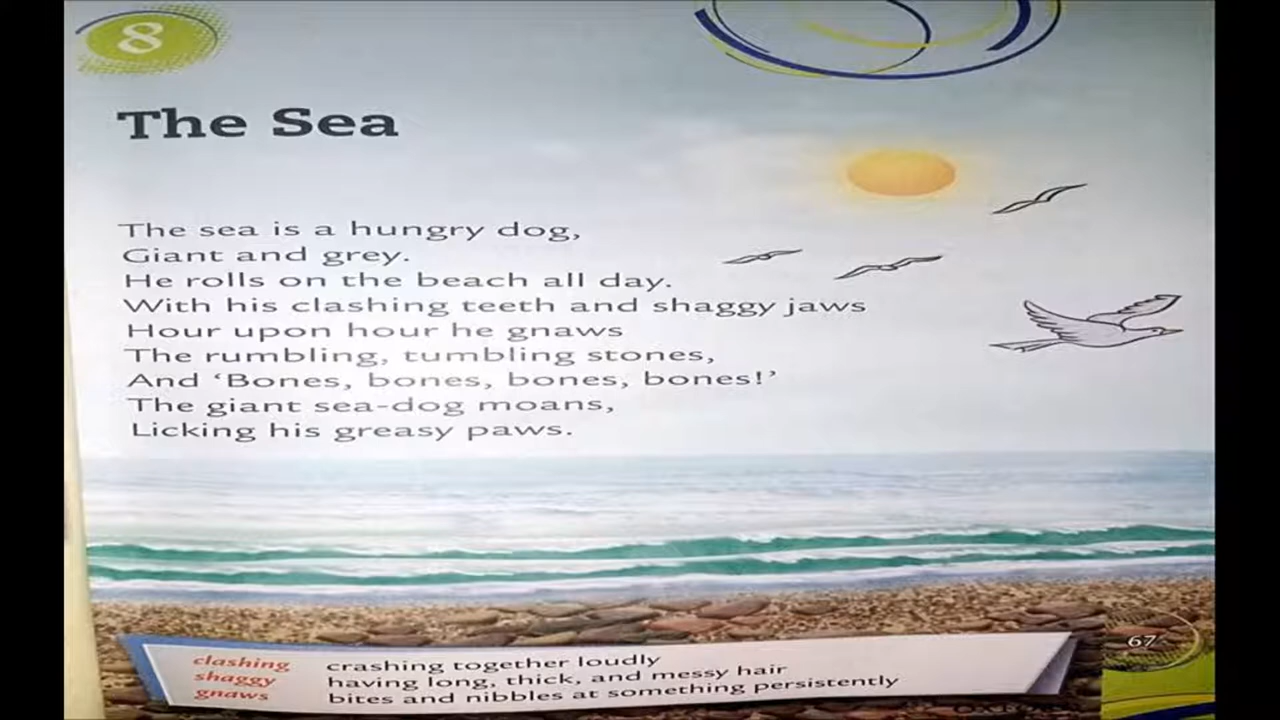 8
The Sea
The sea is a hungry dog,
Giant and grey.
He rolls on the beach all day.
With his clashing teeth and shaggy jaws
Hour upon hour he gnaws
The rumbling, tumbling stones,
And ‘Bones, bones, bones, bones!’
The giant sea-dog moans,
Licking his greasy paws.
clashing crashing together loudly
shaggy having long, thick, and messy hair
gnaws bites and nibbles at something persistently
67